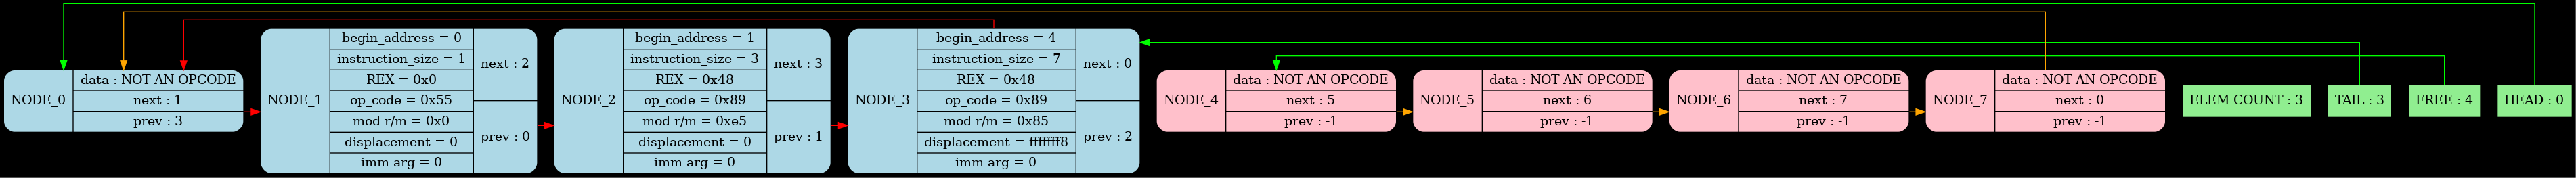 NODE_0
data : NOT AN OPCODE
next : 1
prev : 3
NODE_1
begin_address = 0
instruction_size = 1
REX = 0x0
op_code = 0x55
mod r/m = 0x0
displacement = 0
imm arg = 0
next : 2
prev : 0
NODE_2
begin_address = 1
instruction_size = 3
REX = 0x48
op_code = 0x89
mod r/m = 0xe5
displacement = 0
imm arg = 0
next : 3
prev : 1
NODE_3
begin_address = 4
instruction_size = 7
REX = 0x48
op_code = 0x89
mod r/m = 0x85
displacement = fffffff8
imm arg = 0
next : 0
prev : 2
NODE_4
data : NOT AN OPCODE
next : 5
prev : -1
NODE_5
data : NOT AN OPCODE
next : 6
prev : -1
NODE_6
data : NOT AN OPCODE
next : 7
prev : -1
NODE_7
data : NOT AN OPCODE
next : 0
prev : -1
ELEM COUNT : 3
TAIL : 3
FREE : 4
HEAD : 0